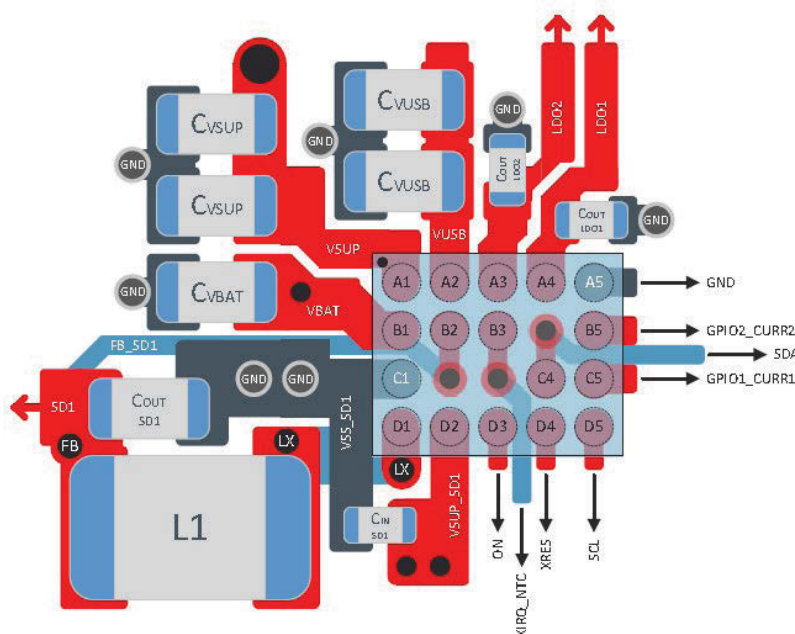 LDO2
LDO1
CVSUP
CVUSB
GND
COUT
LDO2
GND
GND
CVSUP
CVUSB
COUT
LDO1
GND
VSUP
VUSB
GND
CVBAT
VBAT
A1
A2
A3
A4
A5
GND
B1
B2
B3
B5
GPIO2_CURR2
FB_SD1
SDA
GND
GND
C1
C4
C5
GPIO1_CURR1
SD1
COUT
SD1
VSS_SD1
D1
D2
D3
D4
D5
FB
LX
LX
L1
CIN
SD1
VSUP_SD1
ON
XIRQ_NTC
XRES
SCL